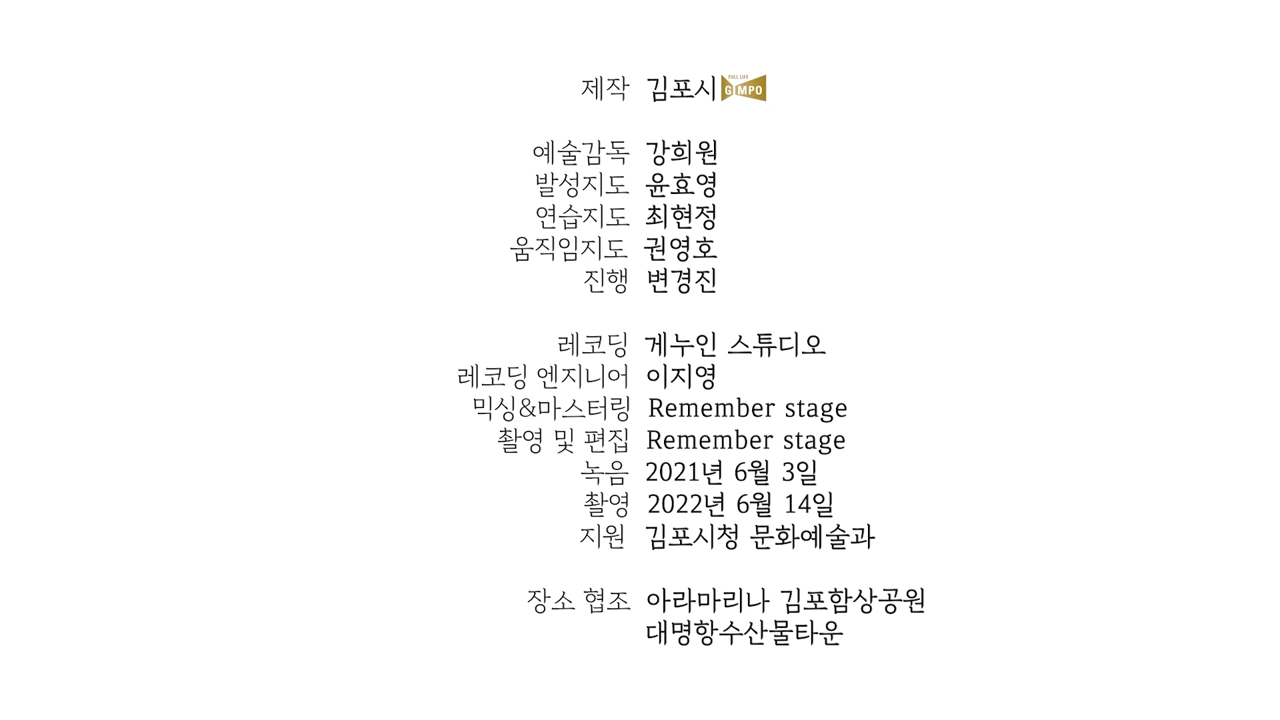 제작 김포시 FULL LIFE GIMPO
예술감독 강희원
발성지도 윤효영
연습지도 최현정
움직임지도 권영호
진행 변경진
레코딩 게누인 스튜디오
레코딩 엔지니어 이지영
믹싱&마스터링 Remember stage
촬영 및 편집 Remember stage
녹음 2021년 6월 3일
촬영 2022년 6월 14일
지원 김포시청 문화예술과
장소 협조 아라마리나 김포함상공원
대명항수산물타운